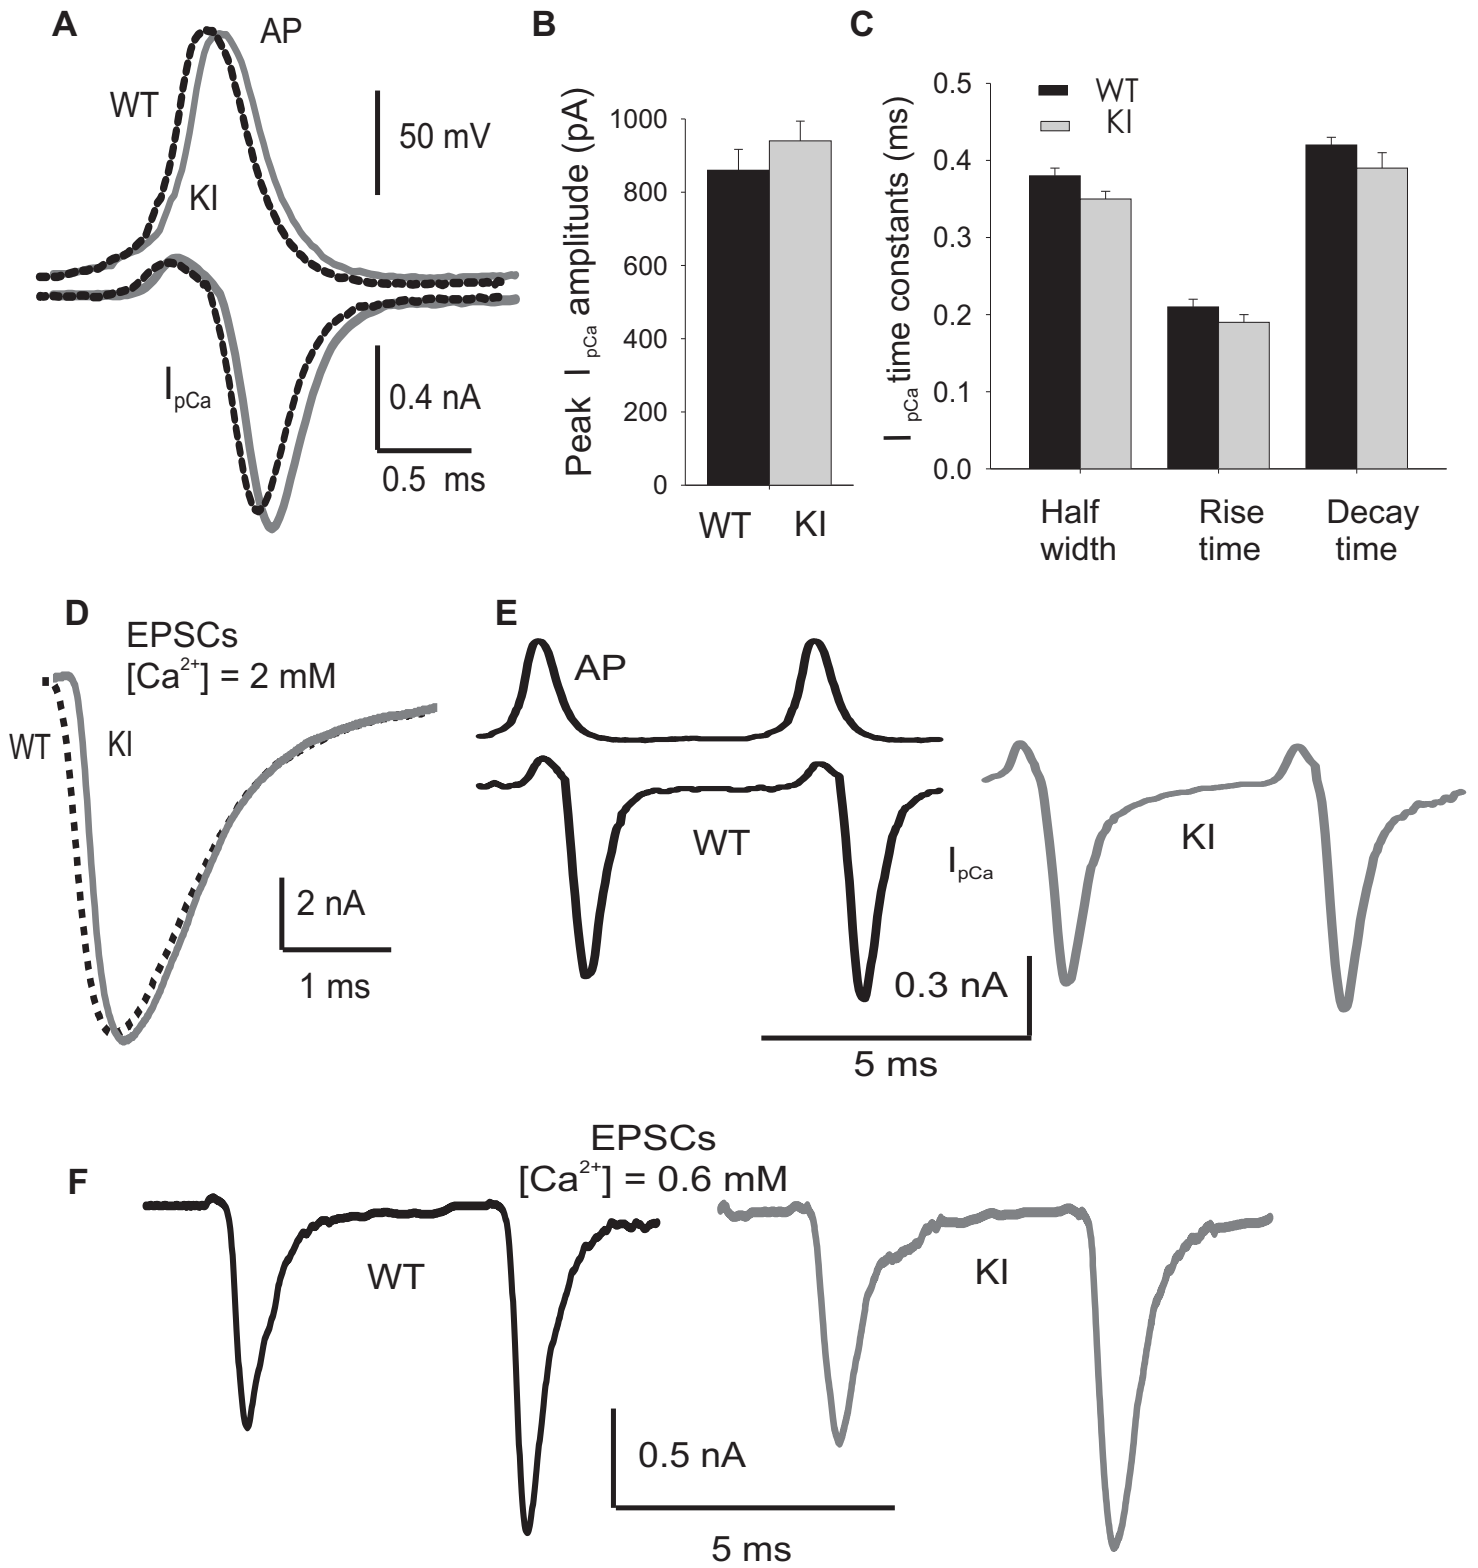 A
AP
WT
50 mV
KI
IpCa
0.4 nA
0.5 ms
B
Peak IpCa amplitude (pA)
1000
800
600
400
200
0
WT KI
C
IpCa time constants (ms)
0.5
0.4
0.3
0.2
0.1
0.0
WT
KI
Half width
Rise time
Decay time
D
EPSCs
[Ca2+] = 2 mM
WT
KI
2 nA
1 ms
E
AP
WT
IpCa
KI
0.3 nA
5 ms
F
EPSCs
[Ca2+] = 0.6 mM
WT
KI
0.5 nA
5 ms